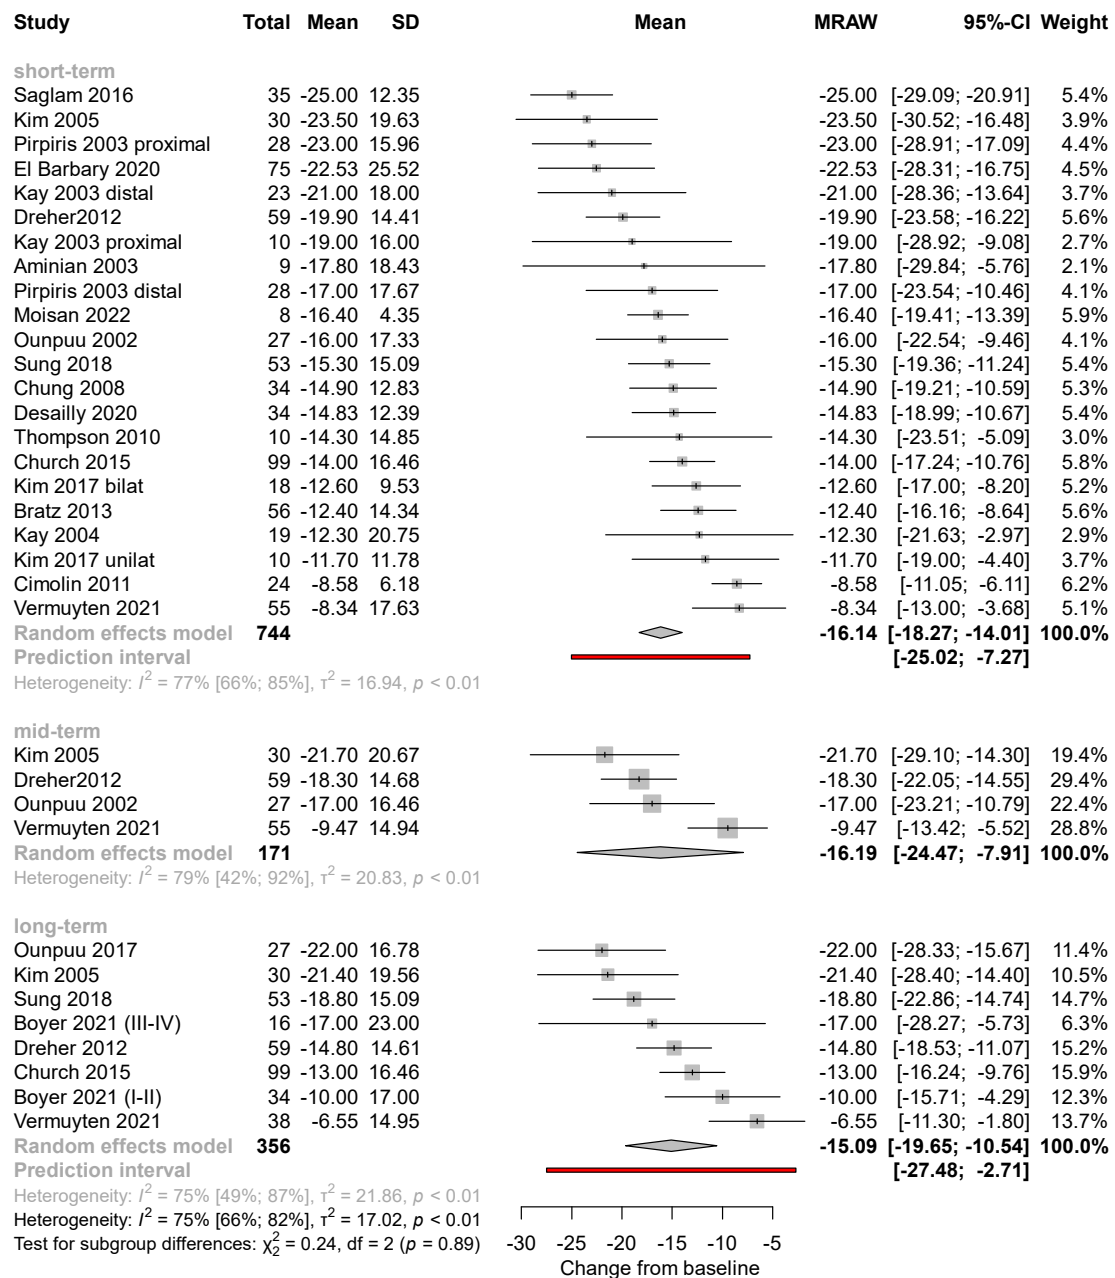 Study Total Mean SD Mean MRAW 95%-CI Weight
short-term
Saglam 2016 35 -25.00 12.35 -25.00 [-29.09; -20.91] 5.4%
Kim 2005 30 -23.50 19.63 -23.50 [-30.52; -16.48] 3.9%
Pirpiris 2003 proximal 28 -23.00 15.96 -23.00 [-28.91; -17.09] 4.4%
El Barbary 2020 75 -22.53 25.52 -22.53 [-28.31; -16.75] 4.5%
Kay 2003 distal 23 -21.00 18.00 -21.00 [-28.36; -13.64] 3.7%
Dreher2012 59 -19.90 14.41 -19.90 [-23.58; -16.22] 5.6%
Kay 2003 proximal 10 -19.00 16.00 -19.00 [-28.92; -9.08] 2.7%
Aminian 2003 9 -17.80 18.43 -17.80 [-29.84; -5.76] 2.1%
Pirpiris 2003 distal 28 -17.00 17.67 -17.00 [-23.54; -10.46] 4.1%
Moisan 2022 8 -16.40 4.35 -16.40 [-19.41; -13.39] 5.9%
Ounpuu 2002 27 -16.00 17.33 -16.00 [-22.54; -9.46] 4.1%
Sung 2018 53 -15.30 15.09 -15.30 [-19.36; -11.24] 5.4%
Chung 2008 34 -14.90 12.83 -14.90 [-19.21; -10.59] 5.3%
Desailly 2020 34 -14.83 12.39 -14.83 [-18.99; -10.67] 5.4%
Thompson 2010 10 -14.30 14.85 -14.30 [-23.51; -5.09] 3.0%
Church 2015 99 -14.00 16.46 -14.00 [-17.24; -10.76] 5.8%
Kim 2017 bilat 18 -12.60 9.53 -12.60 [-17.00; -8.20] 5.2%
Bratz 2013 56 -12.40 14.34 -12.40 [-16.16; -8.64] 5.6%
Kay 2004 19 -12.30 20.75 -12.30 [-21.63; -2.97] 2.9%
Kim 2017 unilat 10 -11.70 11.78 -11.70 [-19.00; -4.40] 3.7%
Cimolin 2011 24 -8.58 6.18 -8.58 [-11.05; -6.11] 6.2%
Vermuyten 2021 55 -8.34 17.63 -8.34 [-13.00; -3.68] 5.1%
Random effects model 744 -16.14 [-18.27; -14.01] 100.0%
Prediction interval [-25.02; -7.27]
Heterogeneity: I² = 77% [66%; 85%], τ² = 16.94, p < 0.01
mid-term
Kim 2005 30 -21.70 20.67 -21.70 [-29.10; -14.30] 19.4%
Dreher2012 59 -18.30 14.68 -18.30 [-22.05; -14.55] 29.4%
Ounpuu 2002 27 -17.00 16.46 -17.00 [-23.21; -10.79] 22.4%
Vermuyten 2021 55 -9.47 14.94 -9.47 [-13.42; -5.52] 28.8%
Random effects model 171 -16.19 [-24.47; -7.91] 100.0%
Heterogeneity: I² = 79% [42%; 92%], τ² = 20.83, p < 0.01
long-term
Ounpuu 2017 27 -22.00 16.78 -22.00 [-28.33; -15.67] 11.4%
Kim 2005 30 -21.40 19.56 -21.40 [-28.40; -14.40] 10.5%
Sung 2018 53 -18.80 15.09 -18.80 [-22.86; -14.74] 14.7%
Boyer 2021 (III-IV) 16 -17.00 23.00 -17.00 [-28.27; -5.73] 6.3%
Dreher 2012 59 -14.80 14.61 -14.80 [-18.53; -11.07] 15.2%
Church 2015 99 -13.00 16.46 -13.00 [-16.24; -9.76] 15.9%
Boyer 2021 (I-II) 34 -10.00 17.00 -10.00 [-15.71; -4.29] 12.3%
Vermuyten 2021 38 -6.55 14.95 -6.55 [-11.30; -1.80] 13.7%
Random effects model 356 -15.09 [-19.65; -10.54] 100.0%
Prediction interval [-27.48; -2.71]
Heterogeneity: I² = 75% [49%; 87%], τ² = 21.86, p < 0.01
Heterogeneity: I² = 75% [66%; 82%], τ² = 17.02, p < 0.01
Test for subgroup differences: χ²₂ = 0.24, df = 2 (p = 0.89)
-30 -25 -20 -15 -10 -5
Change from baseline